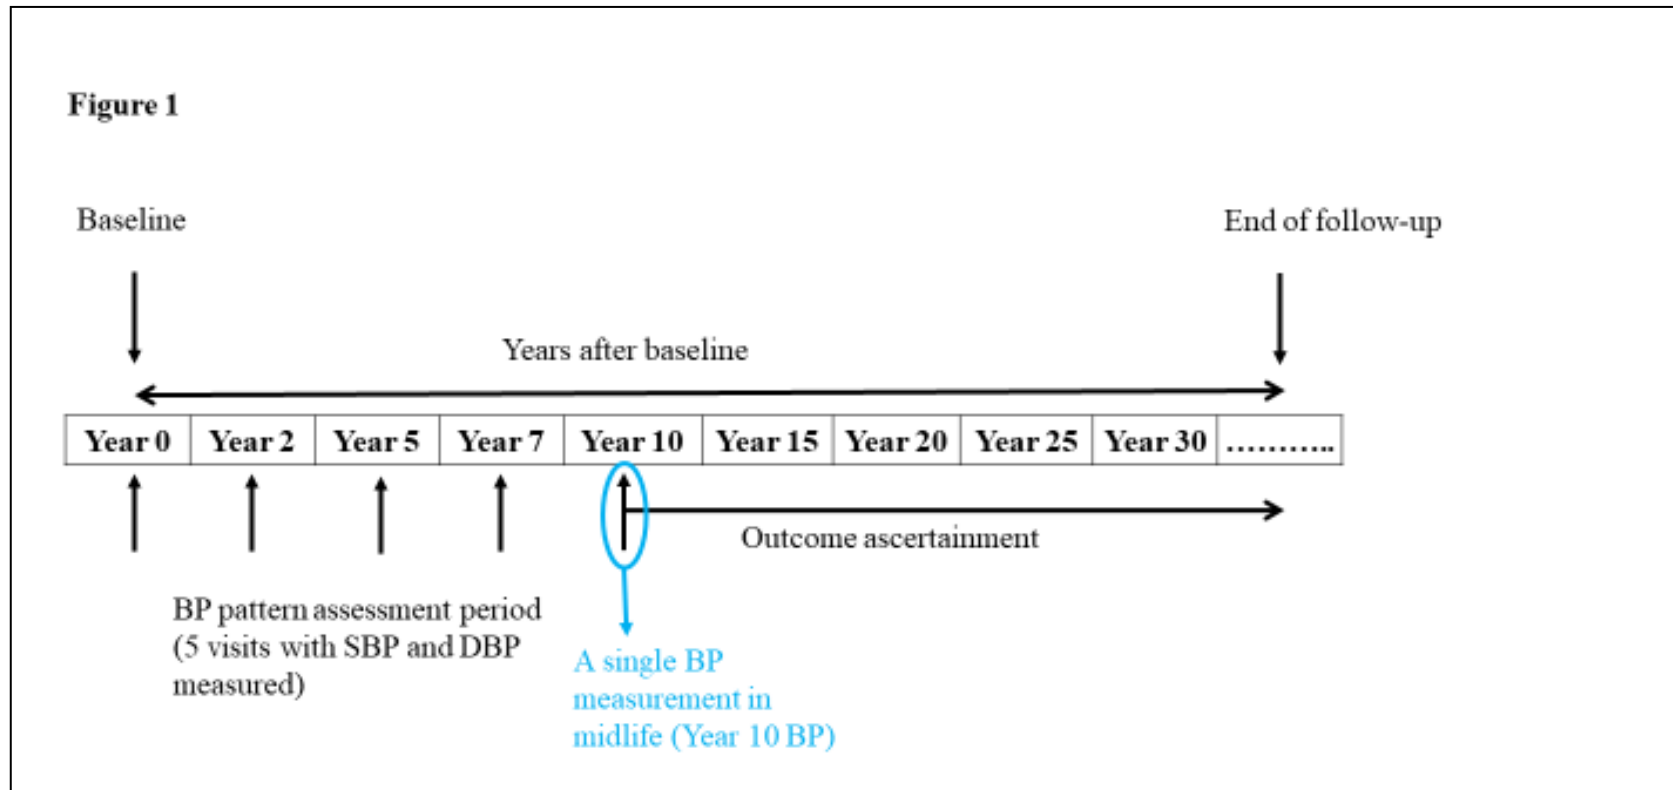 Figure 1
Baseline
End of follow-up
Years after baseline
Year 0 Year 2 Year 5 Year 7 Year 10 Year 15 Year 20 Year 25 Year 30 ...........
Outcome ascertainment
BP pattern assessment period
(5 visits with SBP and DBP
measured)
A single BP
measurement in
midlife (Year 10 BP)